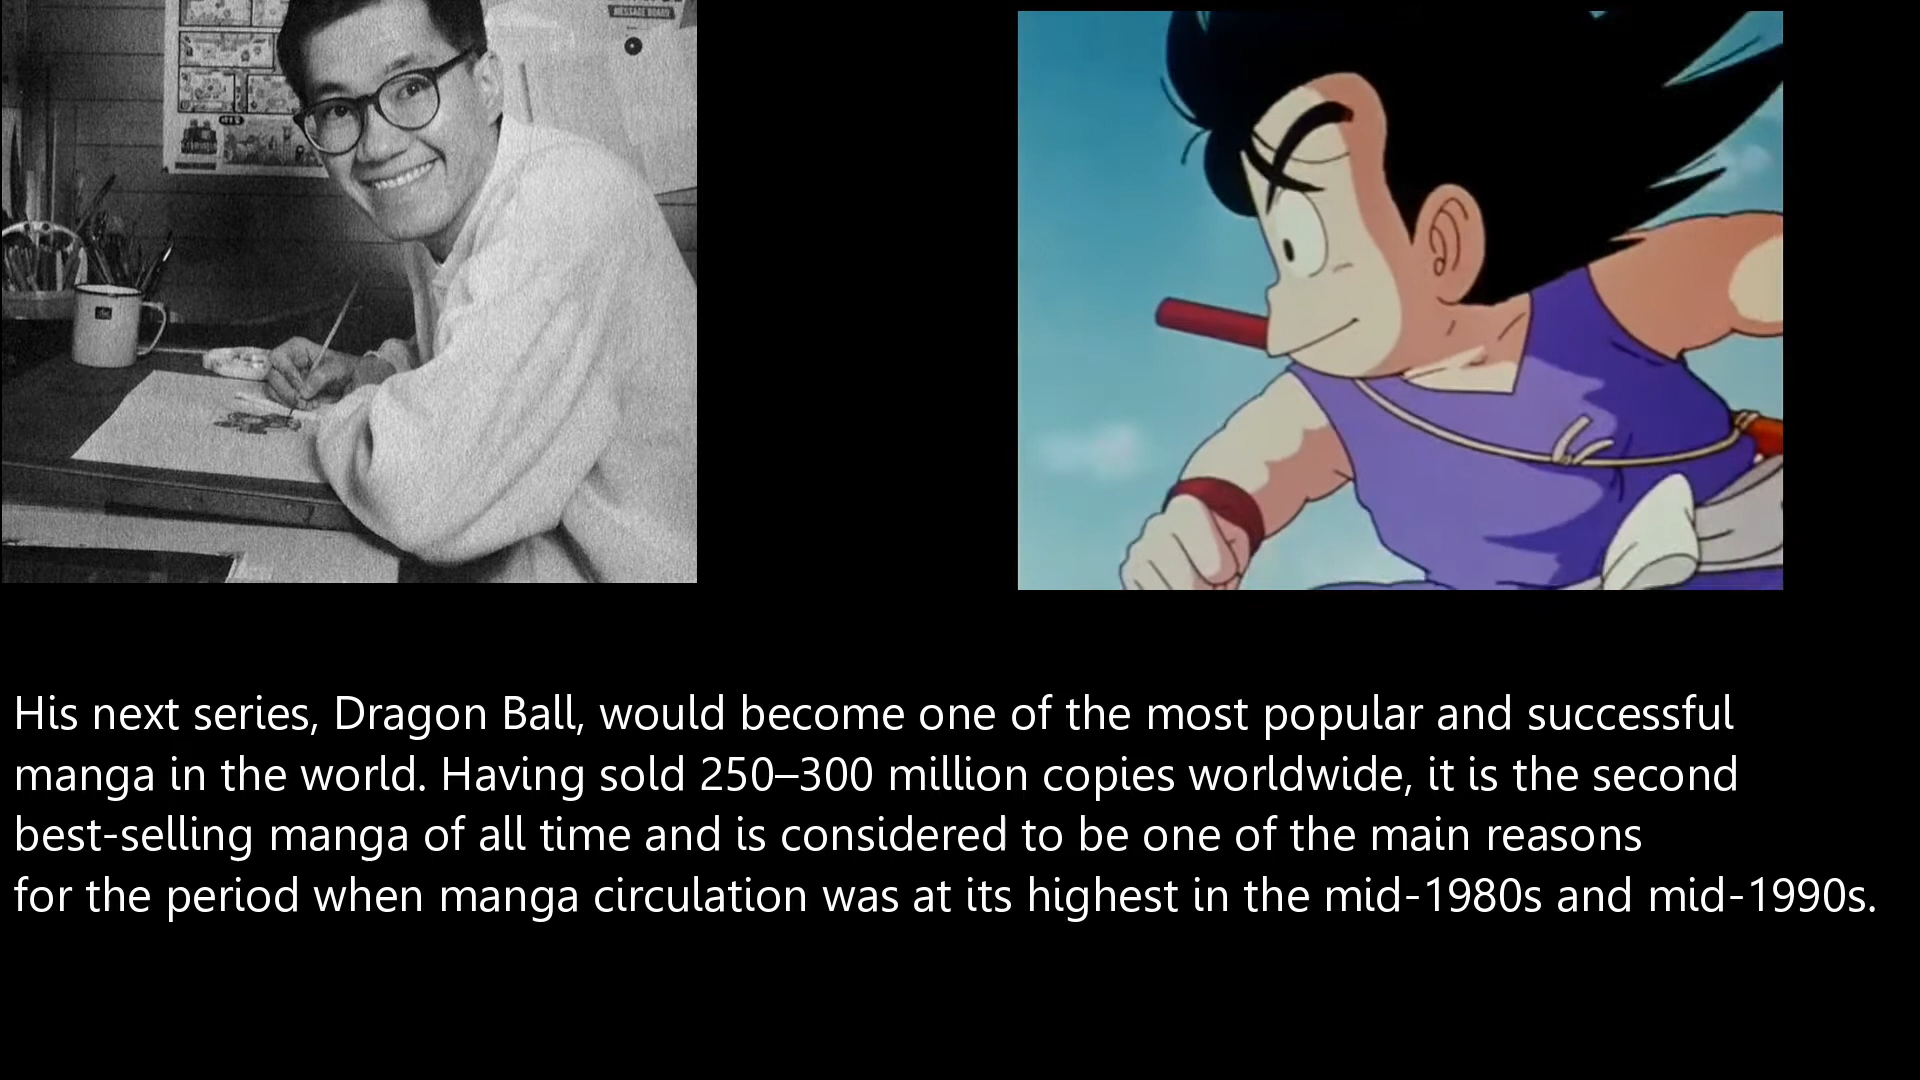 MESSAGE BOARD
His next series, Dragon Ball, would become one of the most popular and successful
manga in the world. Having sold 250–300 million copies worldwide, it is the second
best-selling manga of all time and is considered to be one of the main reasons
for the period when manga circulation was at its highest in the mid-1980s and mid-1990s.